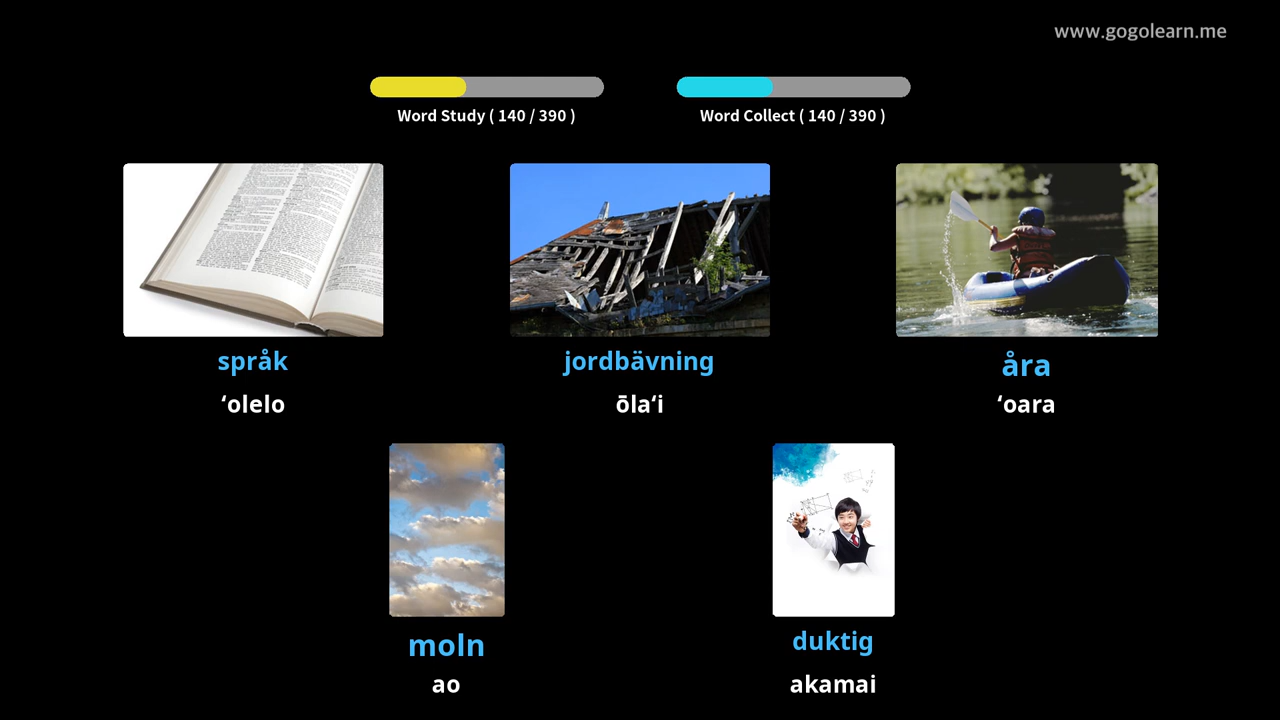 www.gogolearn.me
Word Study ( 140 / 390 )
Word Collect ( 140 / 390 )
språk
jordbävning
åra
ʻolelo
ōlaʻi
ʻoara
moln
duktig
ao
akamai